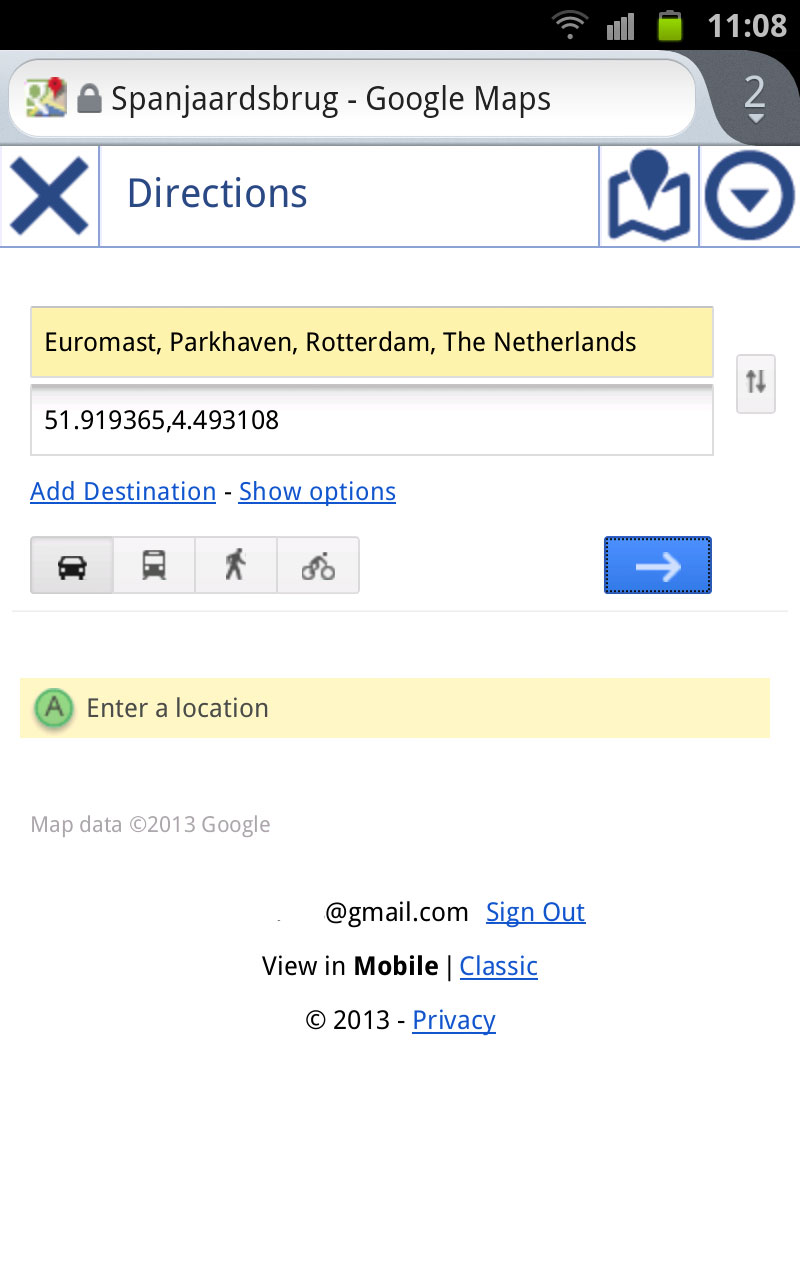 11:08
Spanjaardsbrug - Google Maps
2
Directions
Euromast, Parkhaven, Rotterdam, The Netherlands
51.919365,4.493108
Add Destination - Show options
A Enter a location
Map data ©2013 Google
@gmail.com Sign Out
View in Mobile | Classic
© 2013 - Privacy